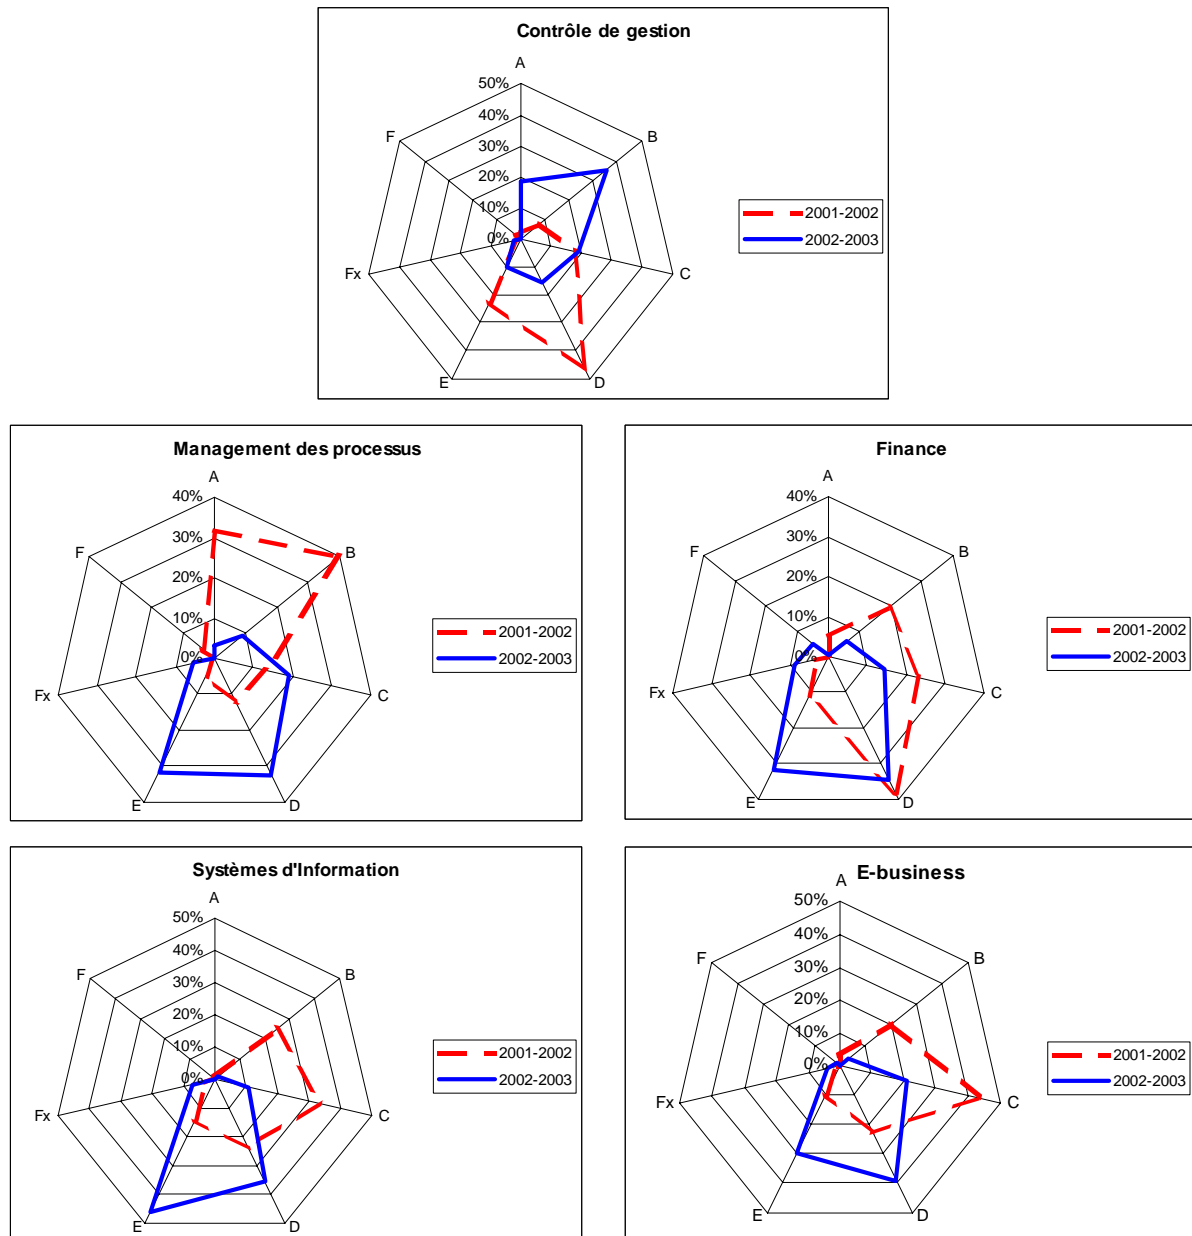 Contrôle de gestion
A
50%
40%
30%
20%
10%
0%
B
C
D
E
Fx
F
2001-2002
2002-2003
Management des processus
A
40%
30%
20%
10%
0%
B
C
D
E
Fx
F
2001-2002
2002-2003
Finance
A
40%
30%
20%
10%
0%
B
C
D
E
Fx
F
2001-2002
2002-2003
Systèmes d'Information
A
50%
40%
30%
20%
10%
0%
B
C
D
E
Fx
F
2001-2002
2002-2003
E-business
A
50%
40%
30%
20%
10%
0%
B
C
D
E
Fx
F
2001-2002
2002-2003